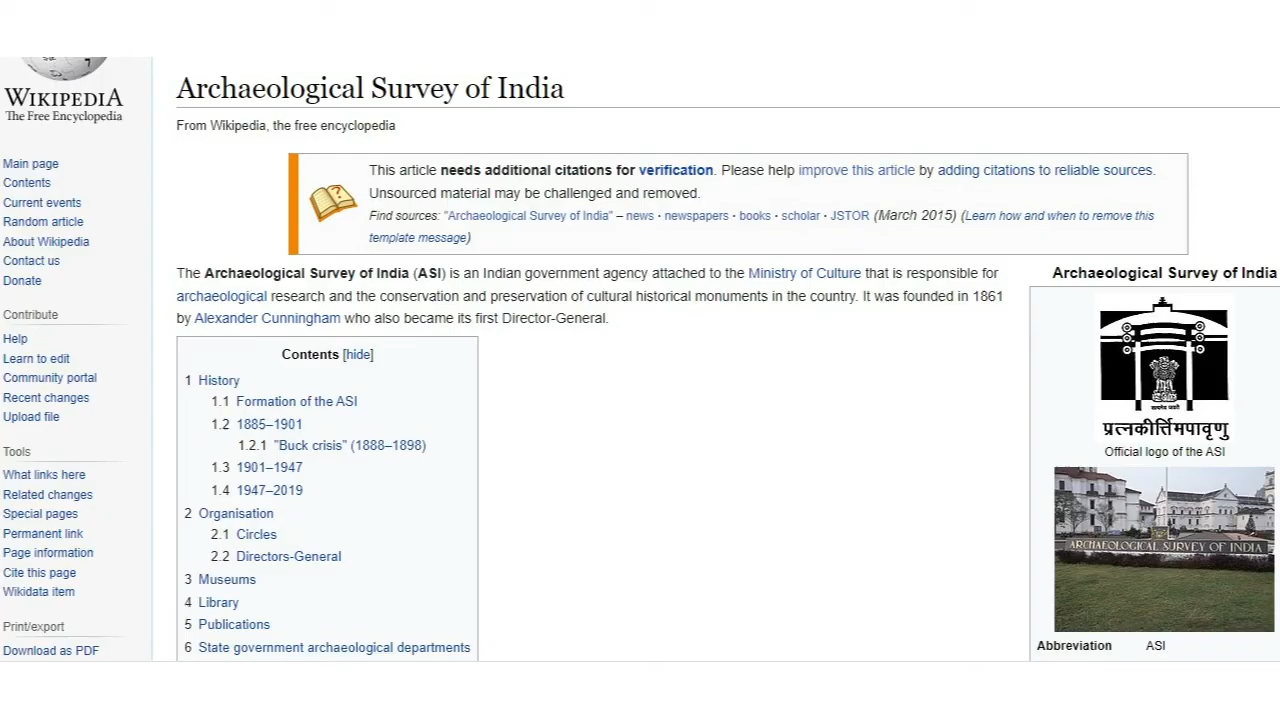 WIKIPEDIA
The Free Encyclopedia
Main page
Contents
Current events
Random article
About Wikipedia
Contact us
Donate
Contribute
Help
Learn to edit
Community portal
Recent changes
Upload file
Tools
What links here
Related changes
Special pages
Permanent link
Page information
Cite this page
Wikidata item
Print/export
Download as PDF
Archaeological Survey of India
From Wikipedia, the free encyclopedia
This article needs additional citations for verification. Please help improve this article by adding citations to reliable sources.
Unsourced material may be challenged and removed.
Find sources: "Archaeological Survey of India" – news · newspapers · books · scholar · JSTOR (March 2015) (Learn how and when to remove this
template message)
The Archaeological Survey of India (ASI) is an Indian government agency attached to the Ministry of Culture that is responsible for
archaeological research and the conservation and preservation of cultural historical monuments in the country. It was founded in 1861
by Alexander Cunningham who also became its first Director-General.
Contents [hide]
1 History
1.1 Formation of the ASI
1.2 1885–1901
1.2.1 "Buck crisis" (1888–1898)
1.3 1901–1947
1.4 1947–2019
2 Organisation
2.1 Circles
2.2 Directors-General
3 Museums
4 Library
5 Publications
6 State government archaeological departments
Archaeological Survey of India
सत्यमेव जयते
प्रत्नकीर्तिमपावृणु
Official logo of the ASI
ARCHAEOLOGICAL SURVEY OF INDIA
Abbreviation ASI